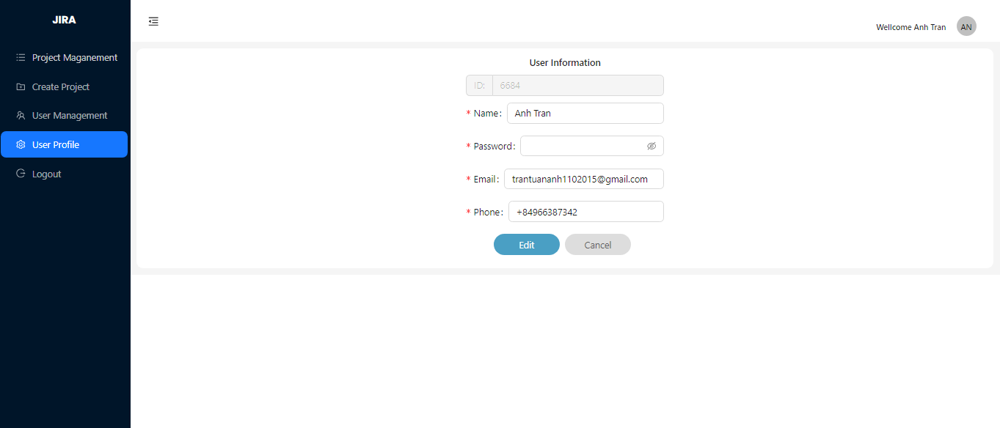 JIRA
Project Maganement
Create Project
User Management
User Profile
Logout
Wellcome Anh Tran
AN
User Information
ID: 6684
* Name: Anh Tran
* Password:
* Email: trantuananh1102015@gmail.com
* Phone: +84966387342
Edit Cancel